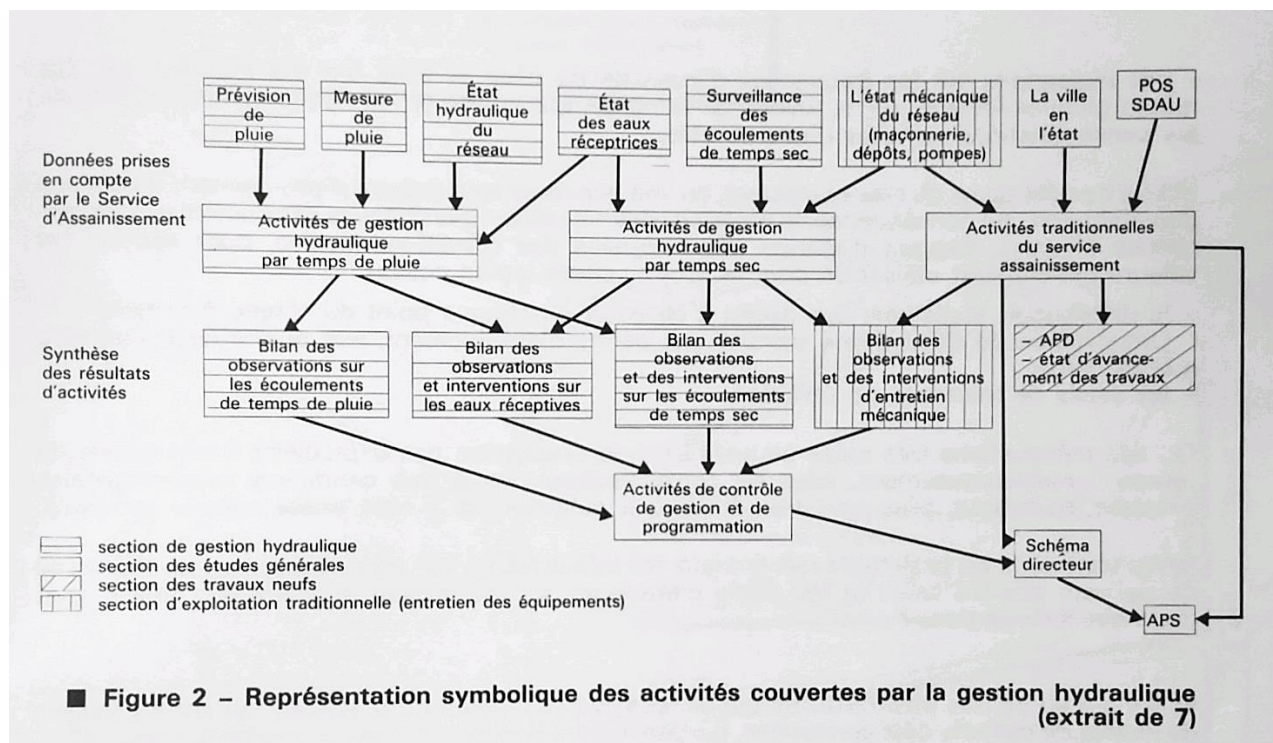 Prévision
de
pluie
Mesure
de
pluie
État
hydraulique
du
réseau
État
des eaux
réceptrices
Surveillance
des
écoulements
de temps sec
L'état mécanique
du réseau
(maçonnerie,
dépôts, pompes)
La ville
en
l'état
POS
SDAU
Données prises
en compte
par le Service
d'Assainissement
Activités de gestion
hydraulique
par temps de pluie
Activités de gestion
hydraulique
par temps sec
Activités traditionnelles
du service
assainissement
Synthèse
des résultats
d'activités
Bilan des
observations sur
les écoulements
de temps de pluie
Bilan des
observations
et interventions sur
les eaux réceptives
Bilan des
observations
et des interventions
sur les écoulements
de temps sec
Bilan des
observations
et des interventions
d'entretien
mécanique
– APD
– état d'avance-
ment des travaux
Activités de contrôle
de gestion et de
programmation
Schéma
directeur
APS
section de gestion hydraulique
section des études générales
section des travaux neufs
section d'exploitation traditionnelle (entretien des équipements)
■ Figure 2 – Représentation symbolique des activités couvertes par la gestion hydraulique
(extrait de 7)